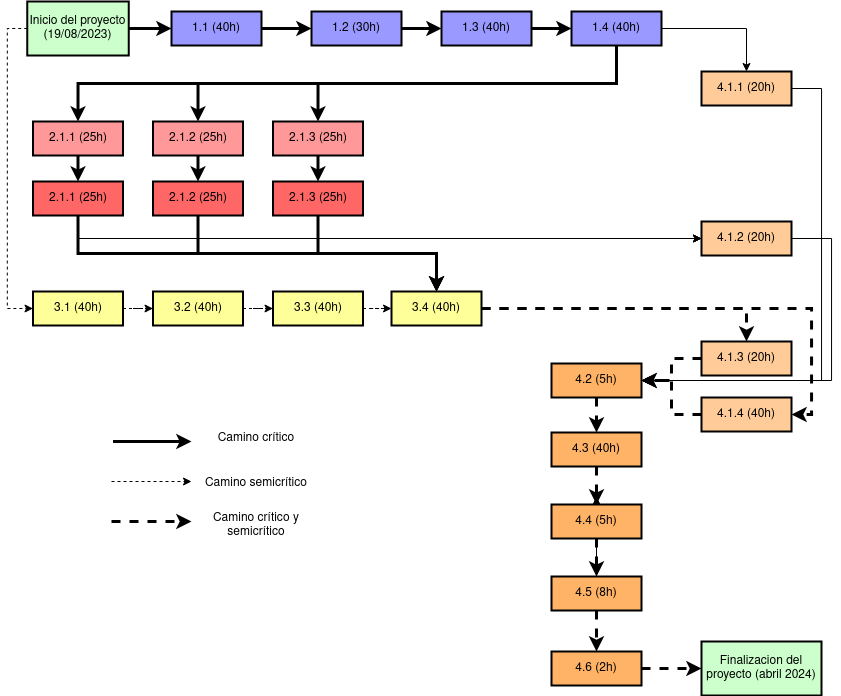 Inicio del proyecto
(19/08/2023)
1.1 (40h)
1.2 (30h)
1.3 (40h)
1.4 (40h)
4.1.1 (20h)
2.1.1 (25h)
2.1.2 (25h)
2.1.3 (25h)
2.1.1 (25h)
2.1.2 (25h)
2.1.3 (25h)
4.1.2 (20h)
3.1 (40h)
3.2 (40h)
3.3 (40h)
3.4 (40h)
4.1.3 (20h)
4.2 (5h)
4.1.4 (40h)
4.3 (40h)
4.4 (5h)
4.5 (8h)
4.6 (2h)
Finalizacion del
proyecto (abril 2024)
Camino crítico
Camino semicrítico
Camino crítico y
semicrítico